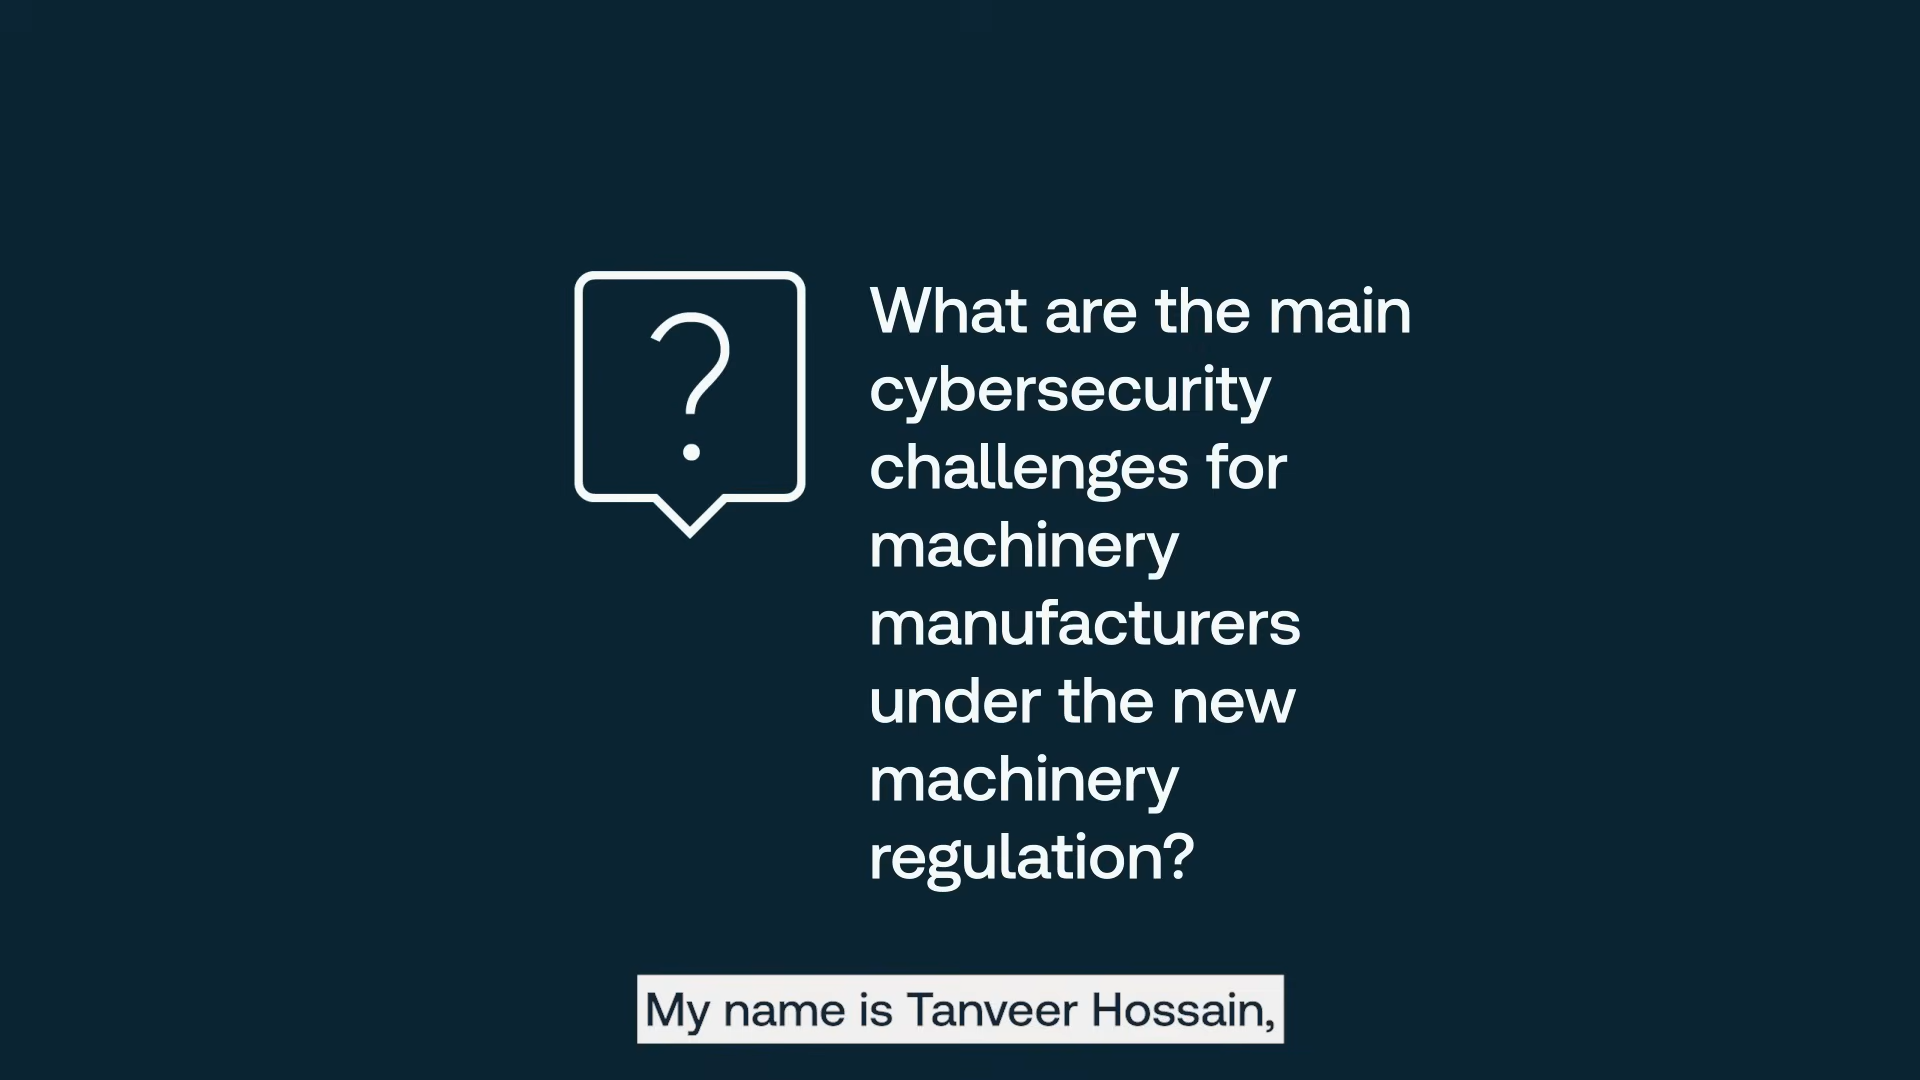 ?
What are the main
cybersecurity
challenges for
machinery
manufacturers
under the new
machinery
regulation?
My name is Tanveer Hossain,